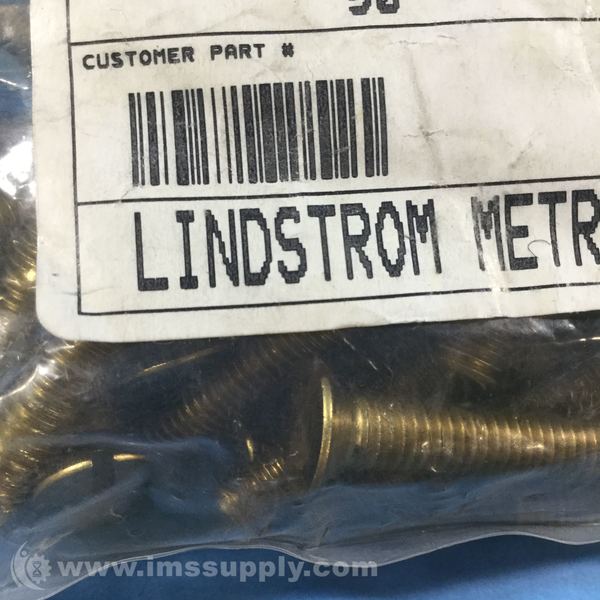 CUSTOMER PART #
LINDSTROM METR
www.imssupply.com